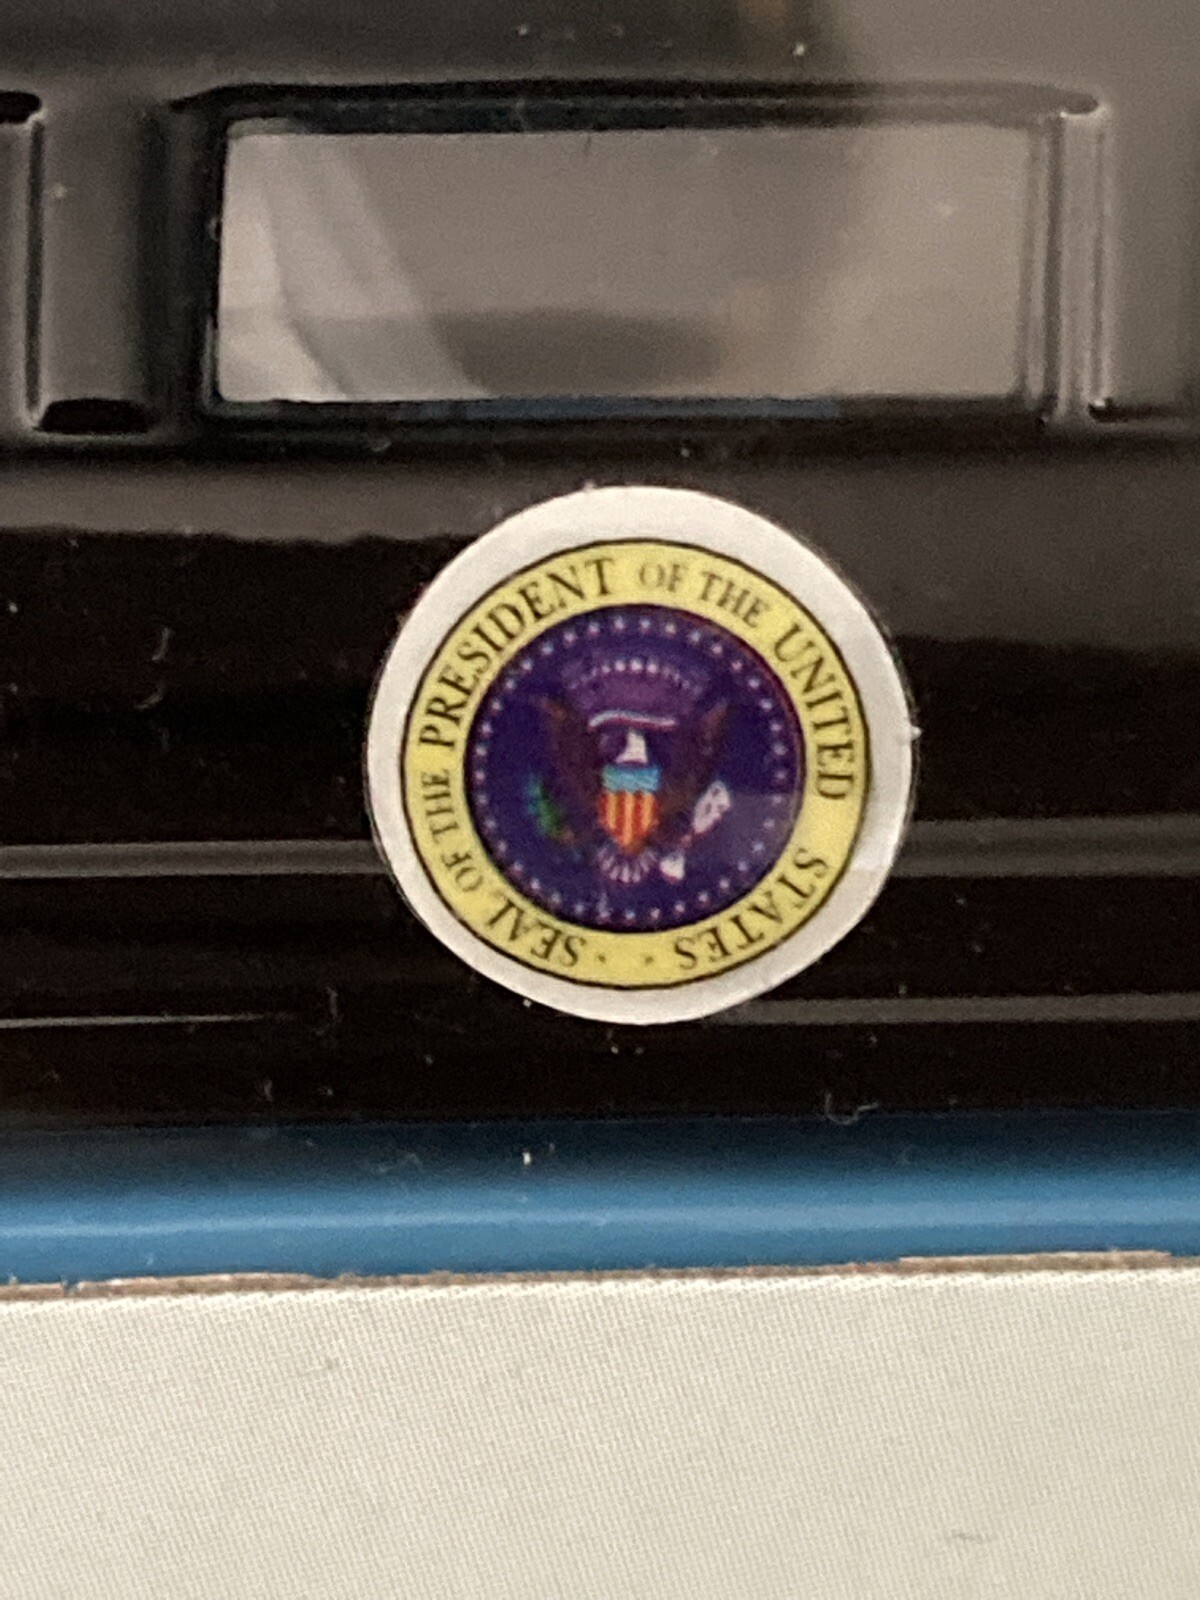 SEAL OF THE PRESIDENT OF THE UNITED STATES